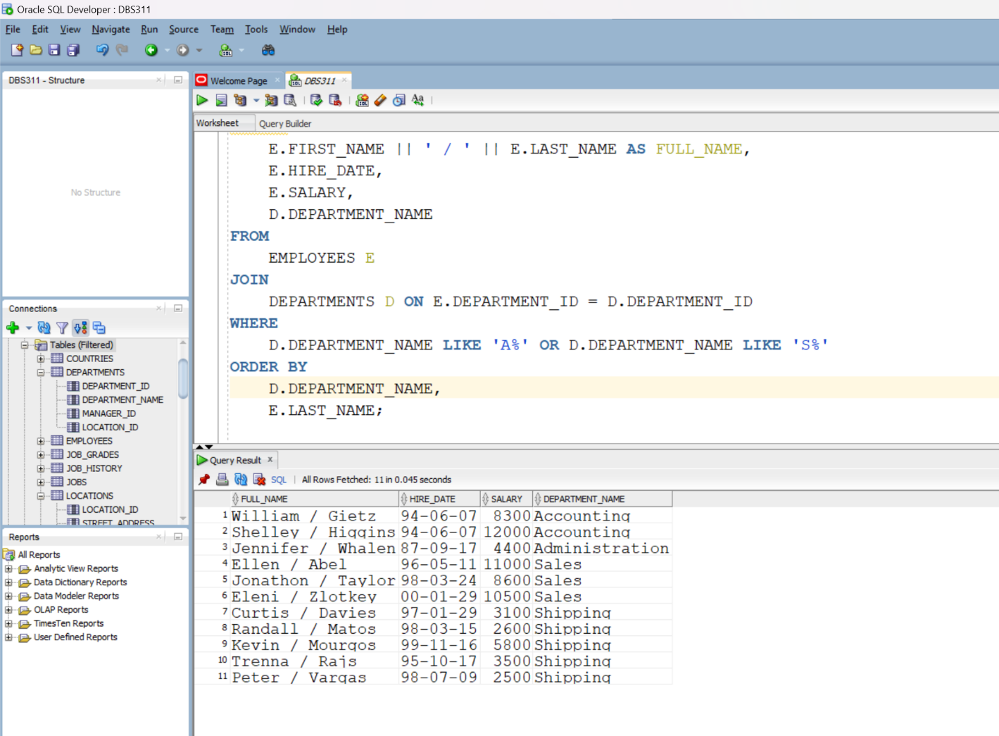 Oracle SQL Developer : DBS311
File Edit View Navigate Run Source Team Tools Window Help
DBS311 - Structure
No Structure
Connections
Tables (Filtered)
COUNTRIES
DEPARTMENTS
DEPARTMENT_ID
DEPARTMENT_NAME
MANAGER_ID
LOCATION_ID
EMPLOYEES
JOB_GRADES
JOB_HISTORY
JOBS
LOCATIONS
LOCATION_ID
STREET_ADDRESS
Reports
All Reports
Analytic View Reports
Data Dictionary Reports
Data Modeler Reports
OLAP Reports
TimesTen Reports
User Defined Reports
Welcome Page DBS311
Worksheet Query Builder
E.FIRST_NAME || ' / ' || E.LAST_NAME AS FULL_NAME,
E.HIRE_DATE,
E.SALARY,
D.DEPARTMENT_NAME
FROM
EMPLOYEES E
JOIN
DEPARTMENTS D ON E.DEPARTMENT_ID = D.DEPARTMENT_ID
WHERE
D.DEPARTMENT_NAME LIKE 'A%' OR D.DEPARTMENT_NAME LIKE 'S%'
ORDER BY
D.DEPARTMENT_NAME,
E.LAST_NAME;
Query Result
SQL | All Rows Fetched: 11 in 0.045 seconds
FULL_NAME HIRE_DATE SALARY DEPARTMENT_NAME
1 William / Gietz 94-06-07 8300 Accounting
2 Shelley / Higgins 94-06-07 12000 Accounting
3 Jennifer / Whalen 87-09-17 4400 Administration
4 Ellen / Abel 96-05-11 11000 Sales
5 Jonathon / Taylor 98-03-24 8600 Sales
6 Eleni / Zlotkey 00-01-29 10500 Sales
7 Curtis / Davies 97-01-29 3100 Shipping
8 Randall / Matos 98-03-15 2600 Shipping
9 Kevin / Mourgos 99-11-16 5800 Shipping
10 Trenna / Rajs 95-10-17 3500 Shipping
11 Peter / Vargas 98-07-09 2500 Shipping